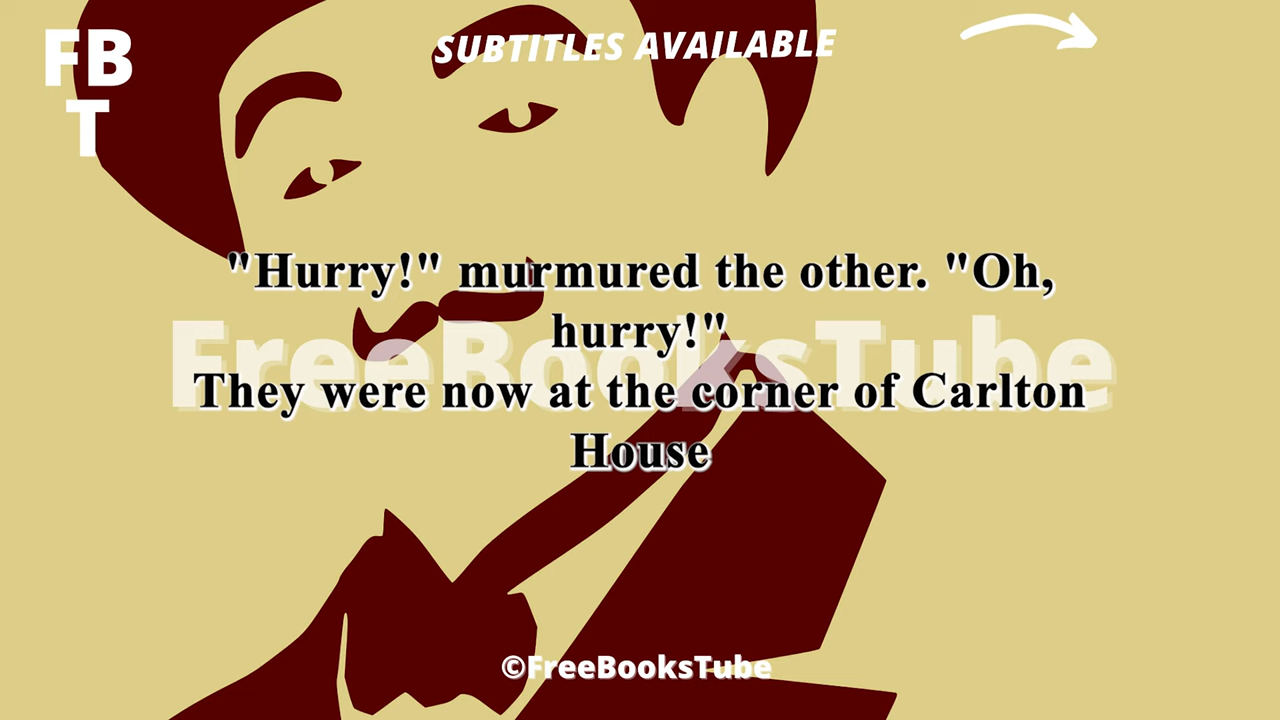 FB
T
SUBTITLES AVAILABLE
"Hurry!" murmured the other. "Oh,
hurry!"
FreeBooksTube
They were now at the corner of Carlton
House
©FreeBooksTube